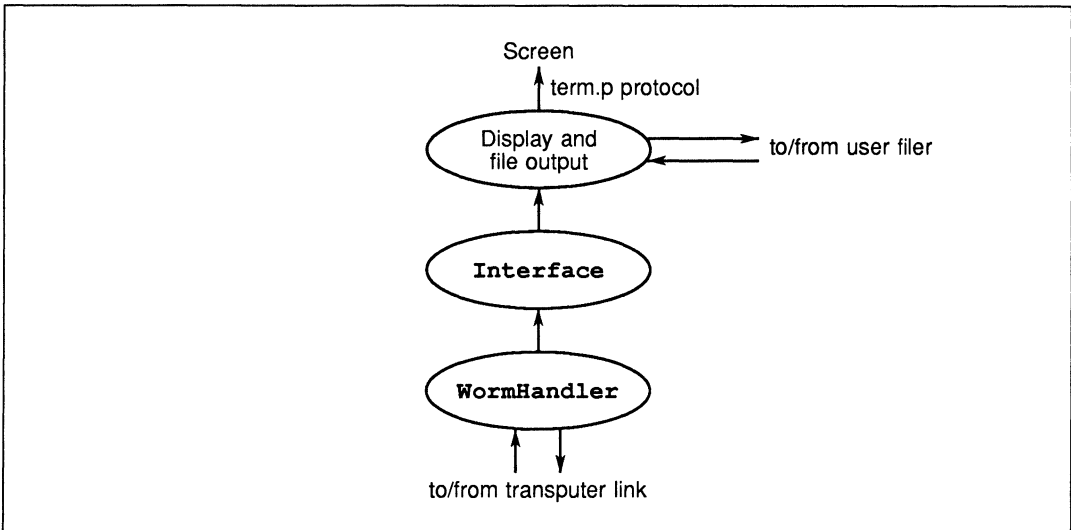 Screen
term.p protocol
Display and
file output
to/from user filer
Interface
WormHandler
to/from transputer link